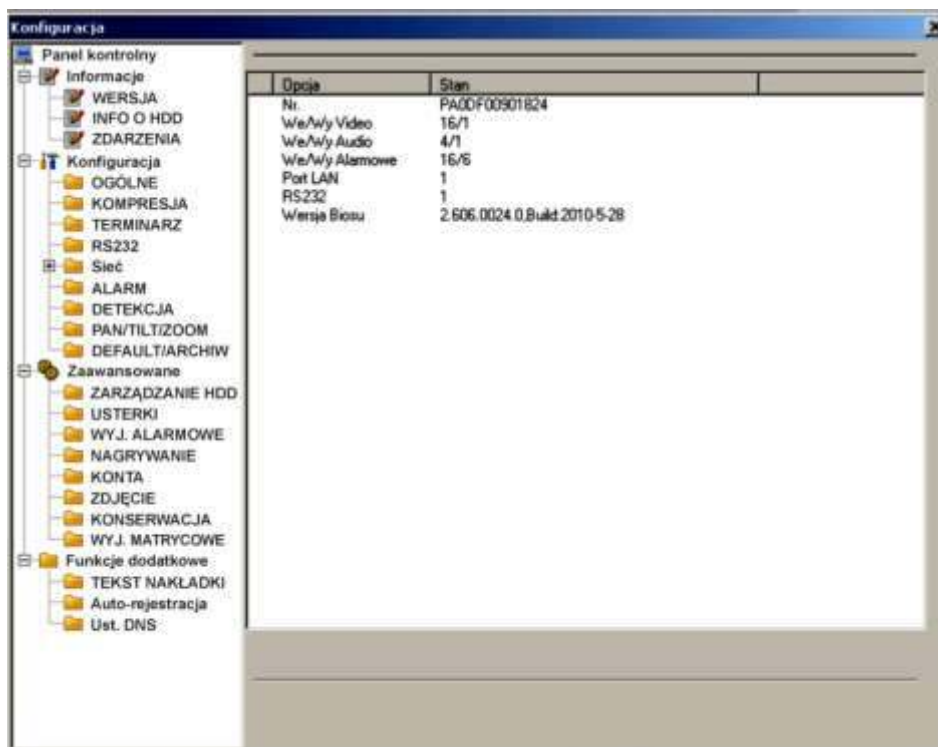 Konfiguracja
Panel kontrolny
Informacje
WERSJA
INFO O HDD
ZDARZENIA
Konfiguracja
OGÓLNE
KOMPRESJA
TERMINARZ
RS232
Sieć
ALARM
DETEKCJA
PAN/TILT/ZOOM
DEFAULT/ARCHIW
Zaawansowane
ZARZĄDZANIE HDD
USTERKI
WYJ. ALARMOWE
NAGRYWANIE
KONTA
ZDJĘCIE
KONSERWACJA
WYJ. MATRYCOWE
Funkcje dodatkowe
TEKST NAKŁADKI
Auto-rejestracja
Ust. DNS
Opcja Stan
Nr. PA0DF00901824
We/Wy Video 16/1
We/Wy Audio 4/1
We/Wy Alarmowe 16/6
Port LAN 1
RS232 1
Wersja Biosu 2.606.0024.0,Build:2010-5-28